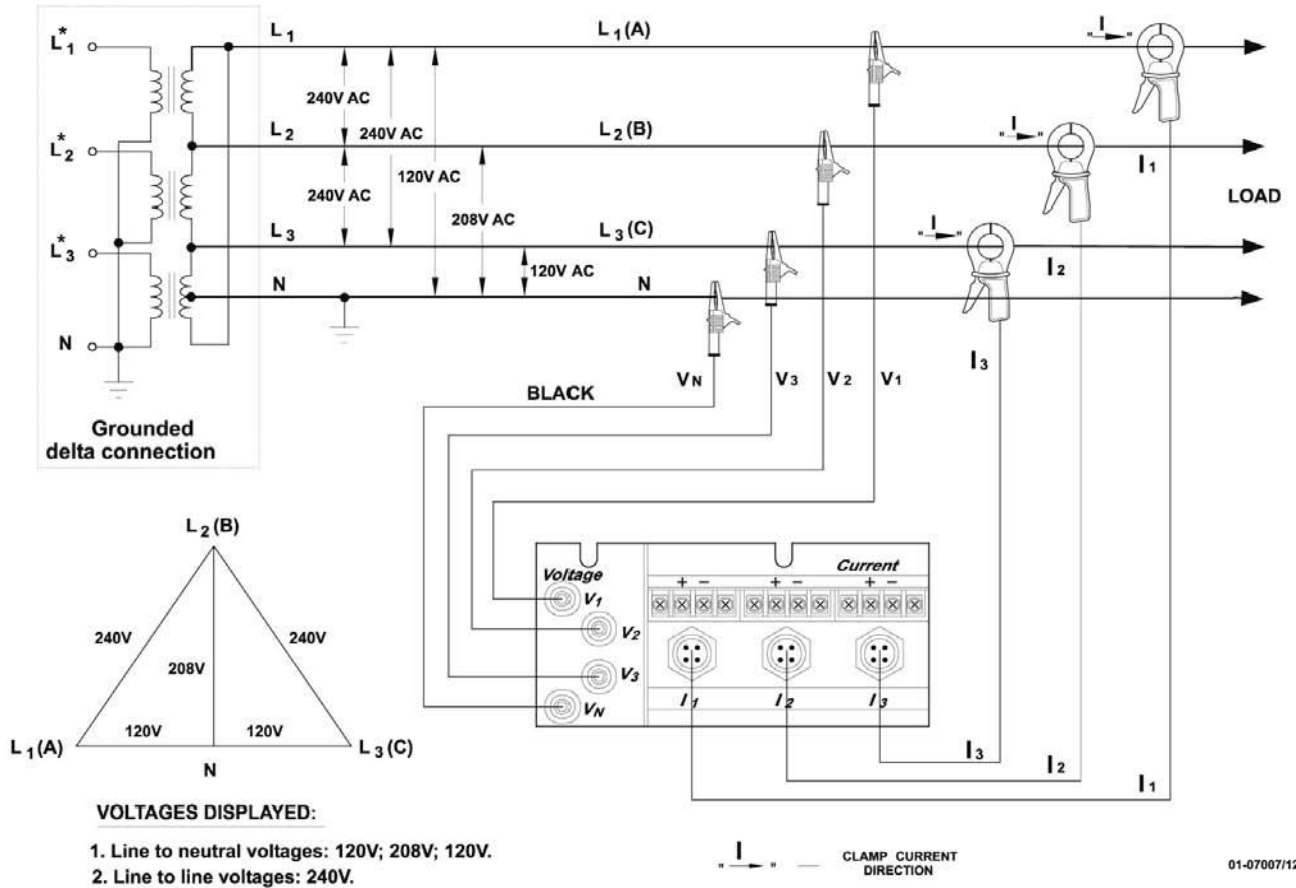 L1*
L1
L1(A)
"I→"
240V AC
L2*
L2
240V AC
L2(B)
"I→"
I1
120V AC
LOAD
240V AC
208V AC
L3*
L3
L3(C)
"I→"
I2
120V AC
N
N
N
I3
VN
V3
V2
V1
BLACK
Grounded
delta connection
L2(B)
240V
240V
208V
120V
120V
L1(A)
L3(C)
N
Voltage
Current
+ −
+ −
+ −
V1
V2
V3
VN
I1
I2
I3
I3
I2
I1
VOLTAGES DISPLAYED:
1. Line to neutral voltages: 120V; 208V; 120V.
2. Line to line voltages: 240V.
"I→" — CLAMP CURRENT
DIRECTION
01-07007/12